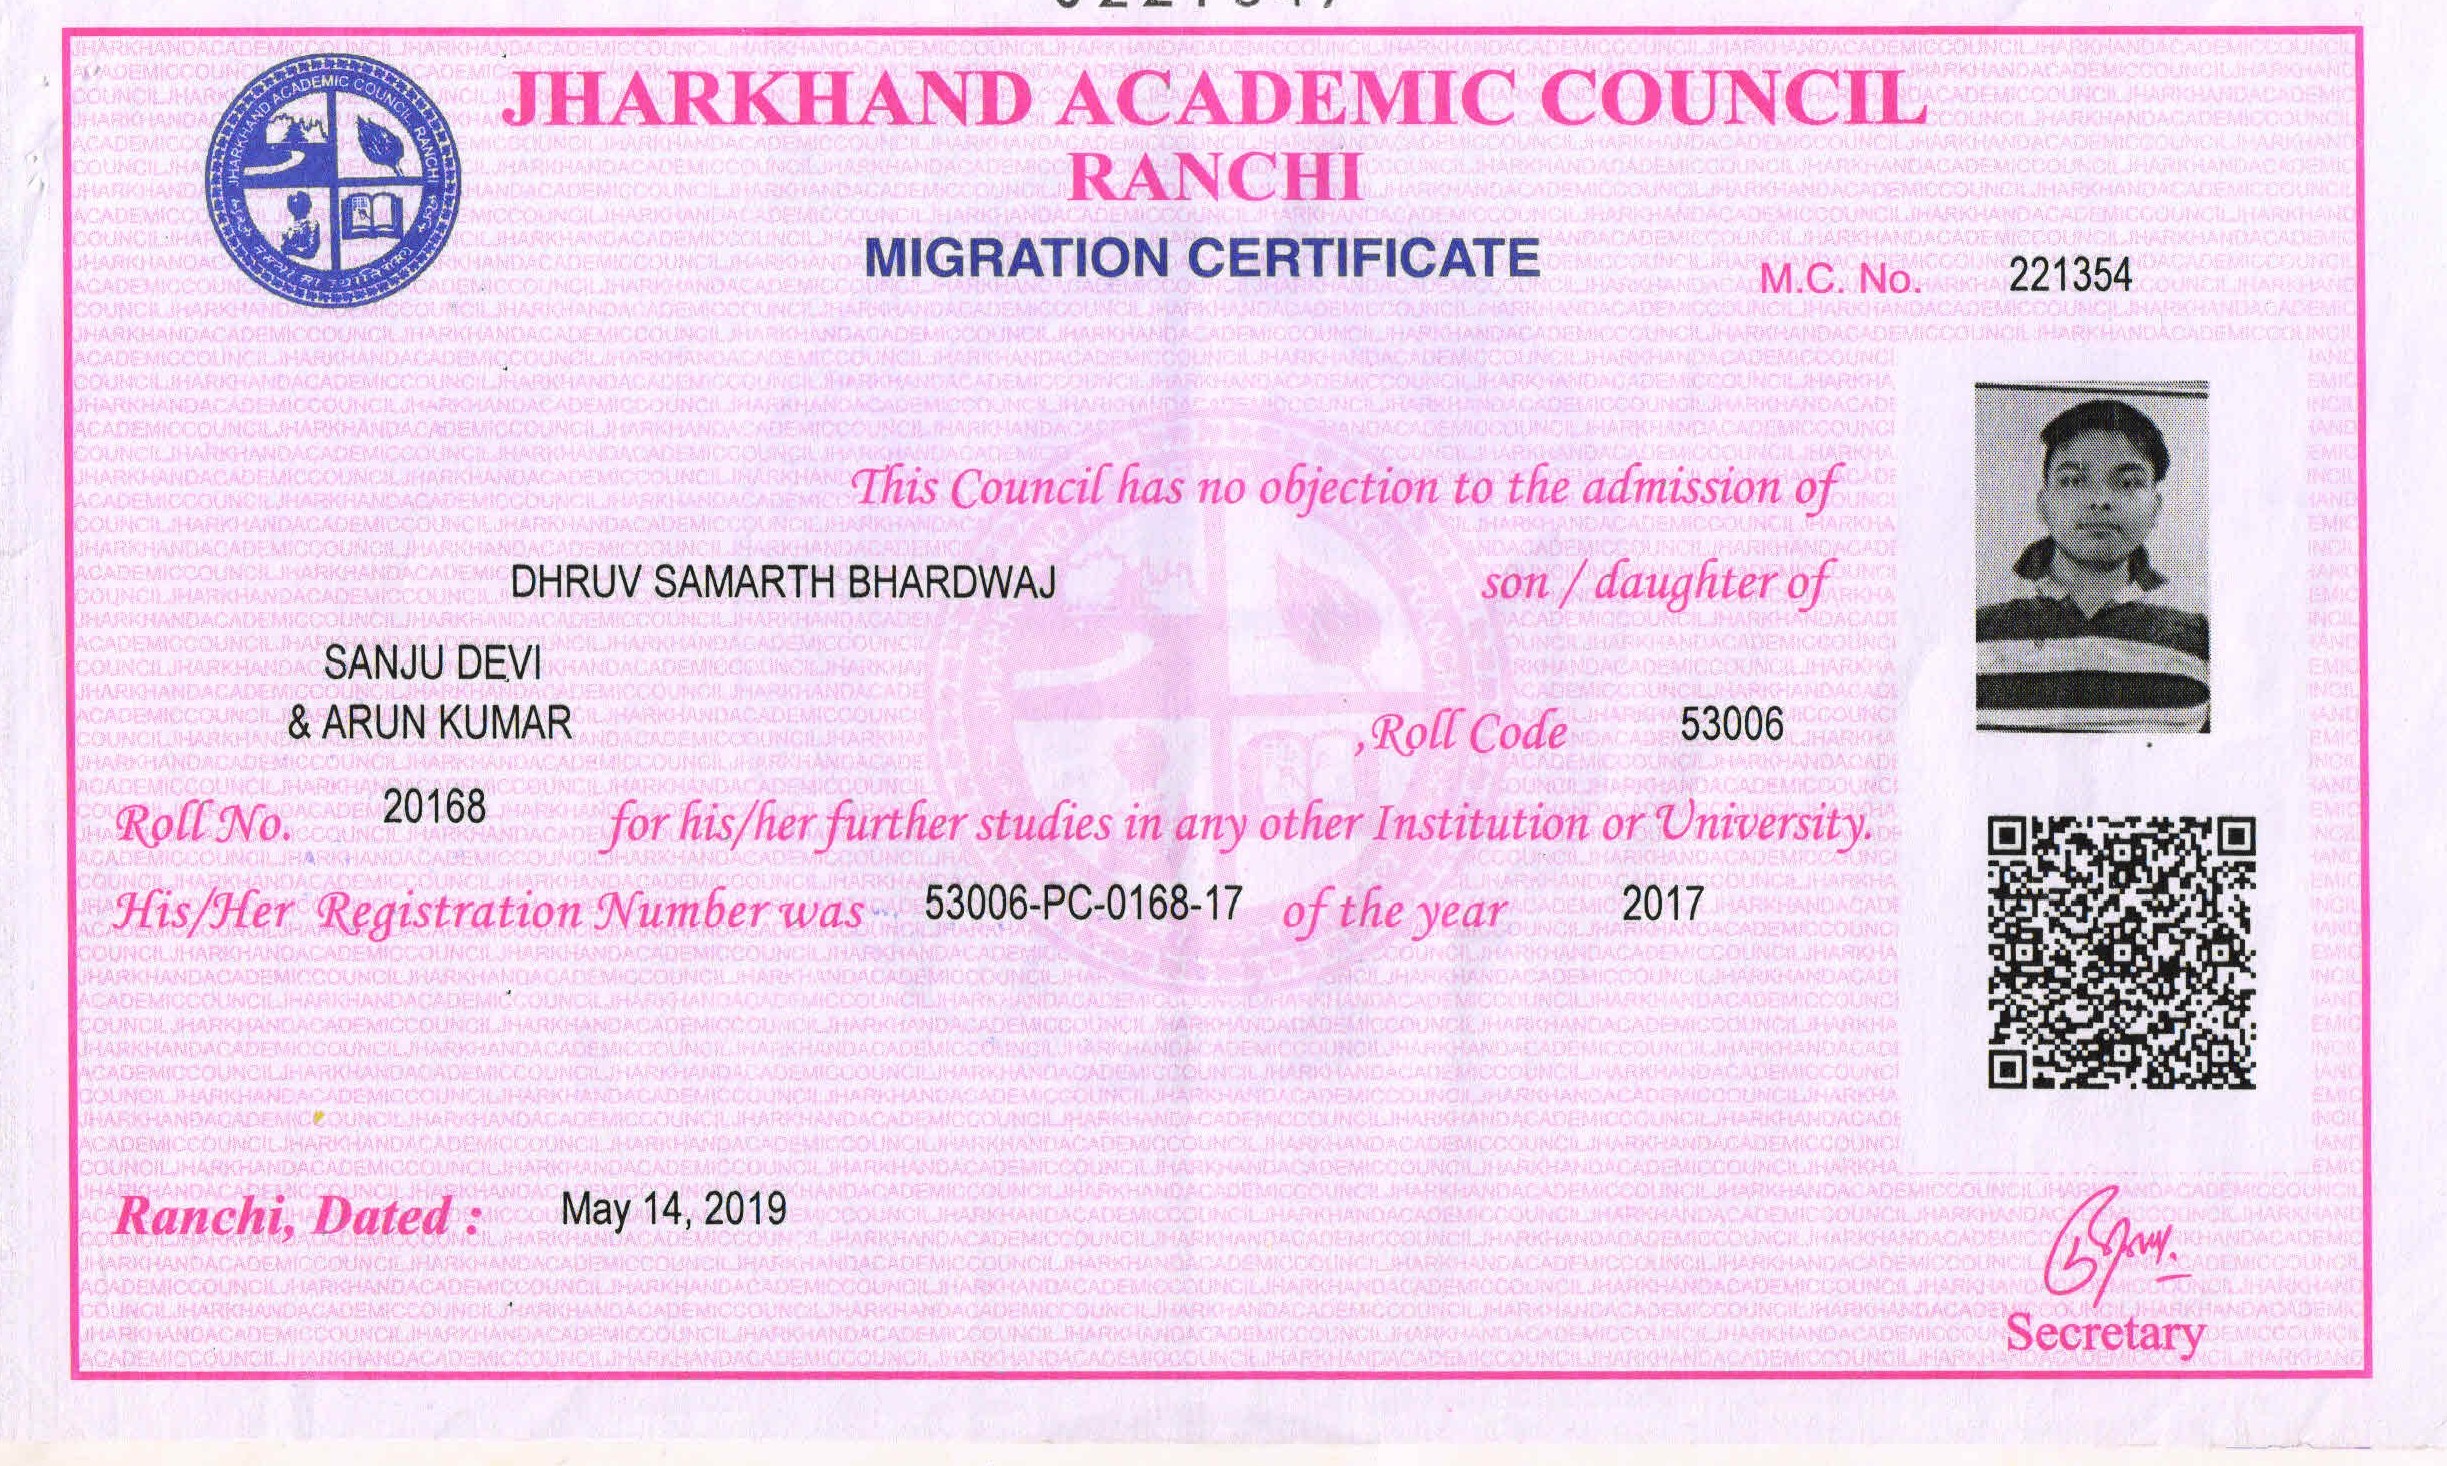 JHARKHAND ACADEMIC COUNCIL
RANCHI
MIGRATION CERTIFICATE
M.C. No. 221354
JHARKHAND ACADEMIC COUNCIL RANCHI
This Council has no objection to the admission of
DHRUV SAMARTH BHARDWAJ son / daughter of
SANJU DEVI
& ARUN KUMAR ,Roll Code 53006
Roll No. 20168 for his/her further studies in any other Institution or University.
His/Her Registration Number was 53006-PC-0168-17 of the year 2017
Ranchi, Dated : May 14, 2019
Secretary